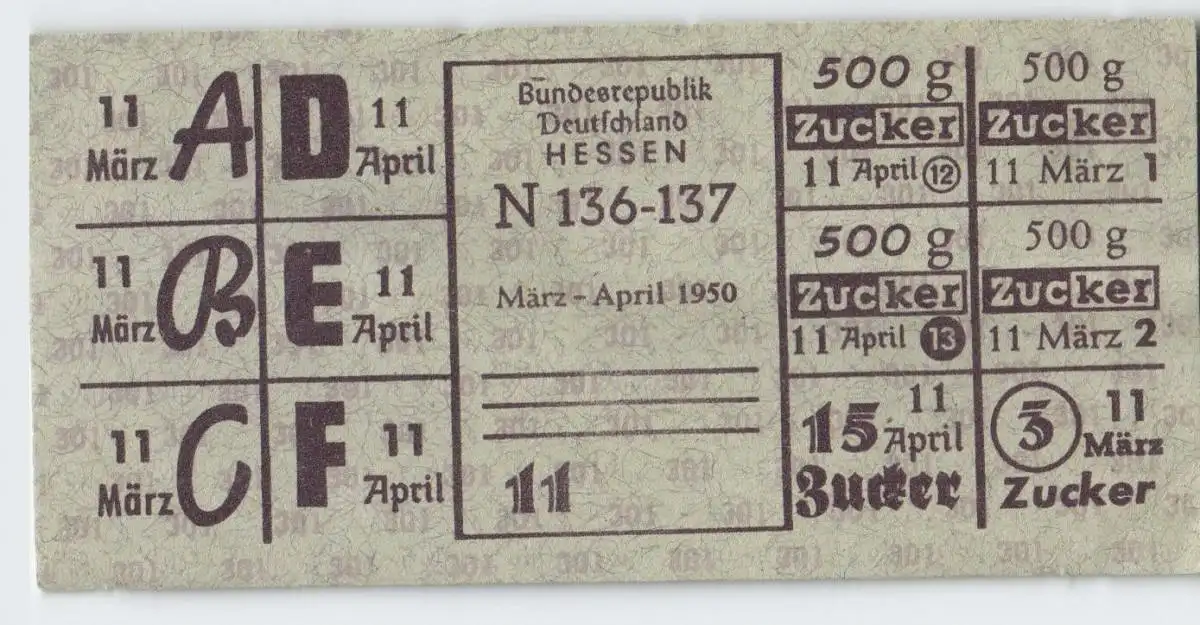 11
März A
D 11
April
11
März B
E 11
April
11
März C
F 11
April
Bundesrepublik
Deutschland
HESSEN
N 136-137
März - April 1950
11
500 g
Zucker
11 April 12
500 g
Zucker
11 März 1
500 g
Zucker
11 April 13
500 g
Zucker
11 März 2
15 11
April
Zucker
3 11
März
Zucker